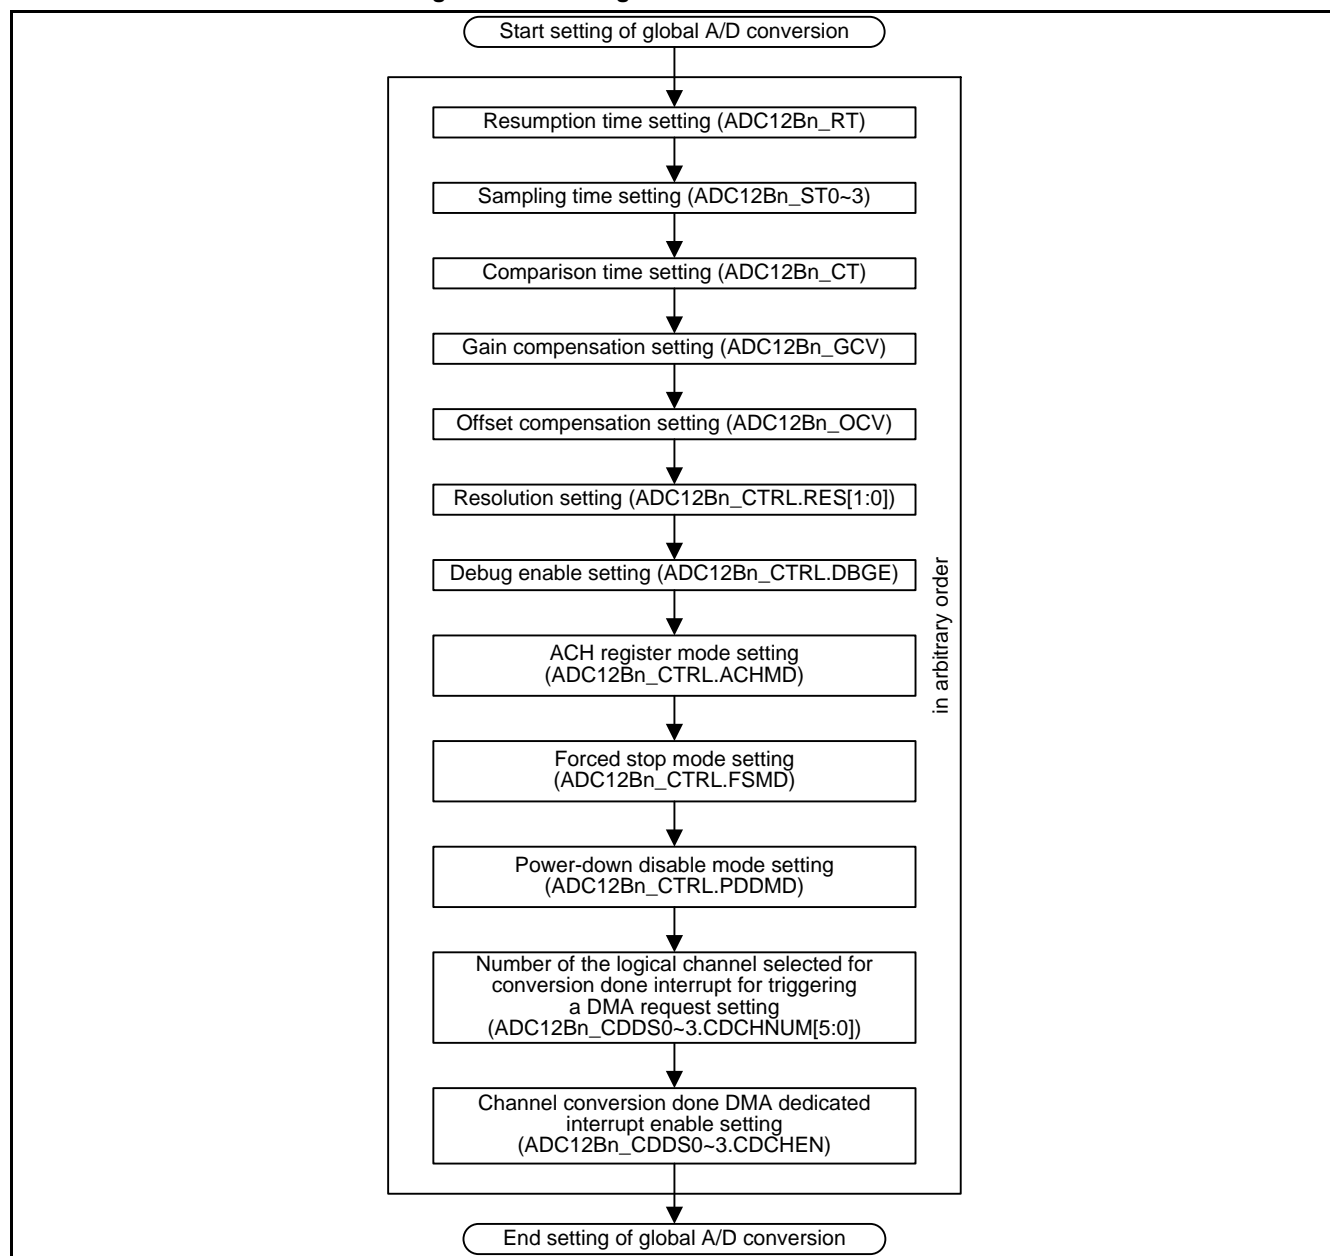 Start setting of global A/D conversion
Resumption time setting (ADC12Bn_RT)
Sampling time setting (ADC12Bn_ST0~3)
Comparison time setting (ADC12Bn_CT)
Gain compensation setting (ADC12Bn_GCV)
Offset compensation setting (ADC12Bn_OCV)
Resolution setting (ADC12Bn_CTRL.RES[1:0])
Debug enable setting (ADC12Bn_CTRL.DBGE)
ACH register mode setting
(ADC12Bn_CTRL.ACHMD)
Forced stop mode setting
(ADC12Bn_CTRL.FSMD)
Power-down disable mode setting
(ADC12Bn_CTRL.PDDMD)
Number of the logical channel selected for
conversion done interrupt for triggering
a DMA request setting
(ADC12Bn_CDDS0~3.CDCHNUM[5:0])
Channel conversion done DMA dedicated
interrupt enable setting
(ADC12Bn_CDDS0~3.CDCHEN)
in arbitrary order
End setting of global A/D conversion